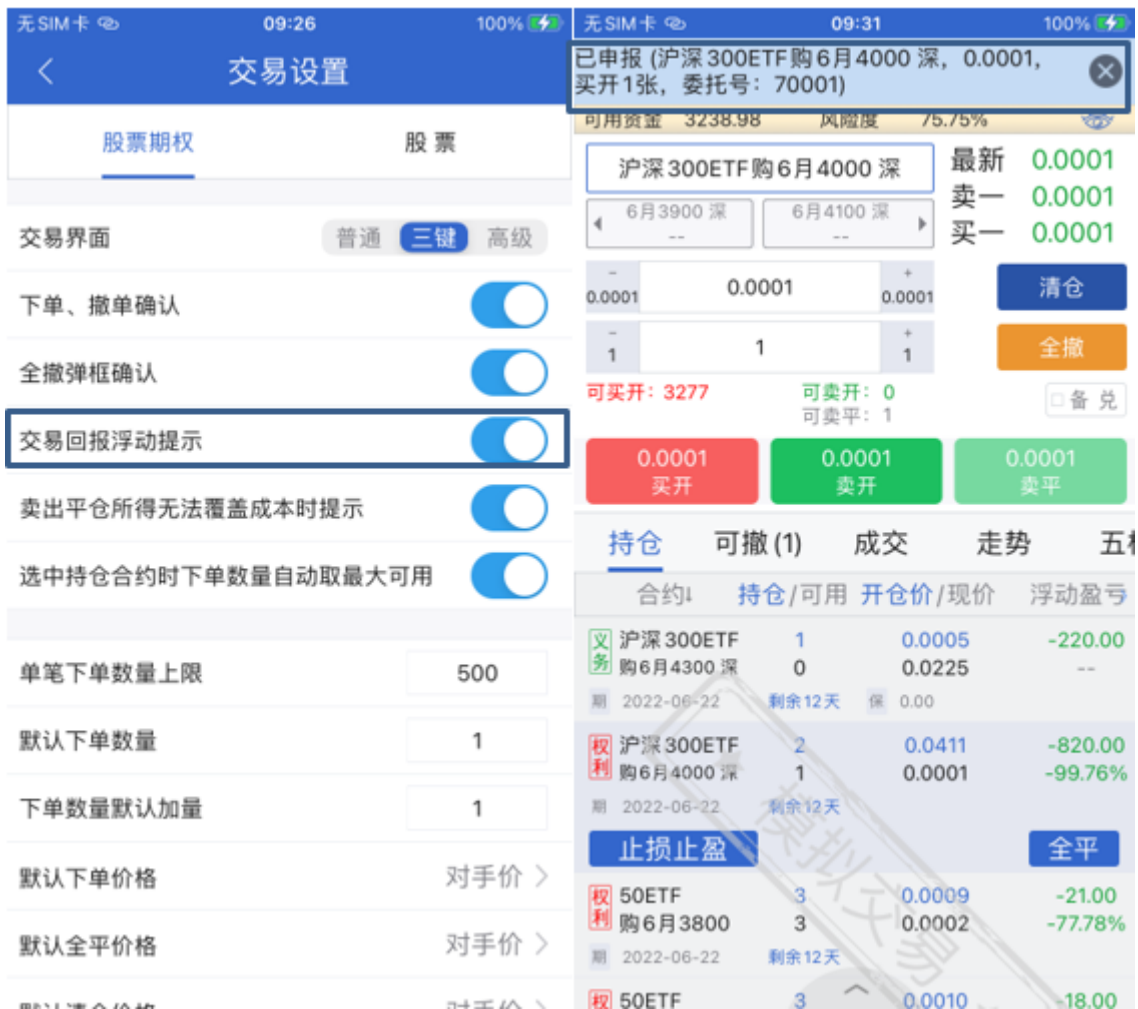 无SIM卡
09:26
100%
交易设置
股票期权
股 票
交易界面
普通 三键 高级
下单、撤单确认
全撤弹框确认
交易回报浮动提示
卖出平仓所得无法覆盖成本时提示
选中持仓合约时下单数量自动取最大可用
单笔下单数量上限
500
默认下单数量
1
下单数量默认加量
1
默认下单价格
对手价
默认全平价格
对手价
默认清仓价格
对手价
无SIM卡
09:31
100%
已申报 (沪深300ETF购6月4000 深, 0.0001,
买开1张, 委托号: 70001)
可用资金 3238.98 风险度 75.75%
沪深300ETF购6月4000 深
最新 0.0001
卖一 0.0001
买一 0.0001
6月3900 深
--
6月4100 深
--
-
0.0001
0.0001
+
0.0001
清仓
-
1
1
+
1
全撤
可买开: 3277
可卖开: 0
可卖平: 1
备 兑
0.0001
买开
0.0001
卖开
0.0001
卖平
持仓 可撤(1) 成交 走势 五
合约↓ 持仓/可用 开仓价/现价 浮动盈亏
义务 沪深300ETF 1 0.0005 -220.00
购6月4300 深 0 0.0225 --
期 2022-06-22 剩余12天 保 0.00
权利 沪深300ETF 2 0.0411 -820.00
购6月4000 深 1 0.0001 -99.76%
期 2022-06-22 剩余12天
止损止盈 全平
权利 50ETF 3 0.0009 -21.00
购6月3800 3 0.0002 -77.78%
期 2022-06-22 剩余12天
权 50ETF 3 0.0010 -18.00
模拟交易